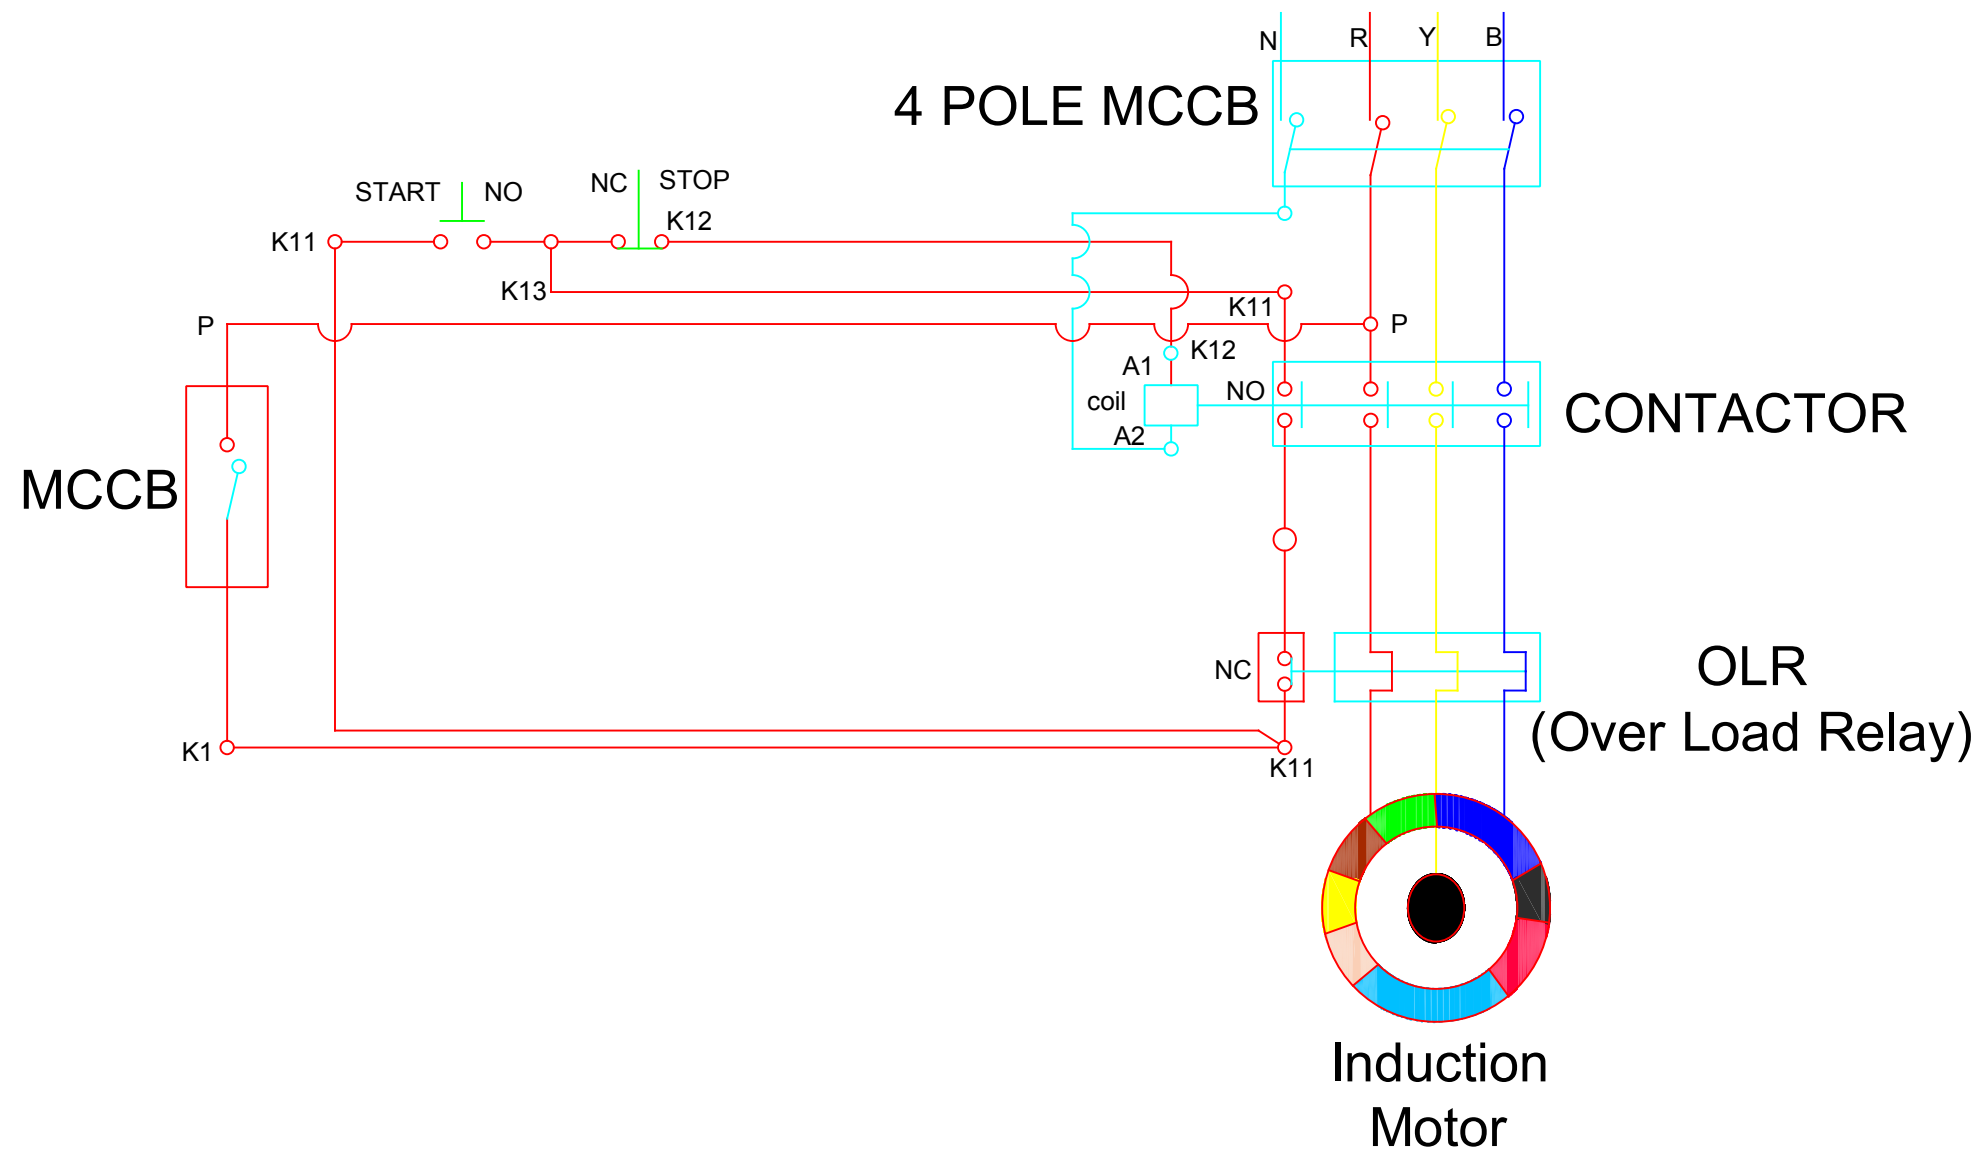 N R Y B
4 POLE MCCB
START NO NC STOP
K12
K11
K13
K11
P
P
K12
A1
NO
coil
A2
CONTACTOR
MCCB
NC
OLR
(Over Load Relay)
K1
K11
Induction
Motor